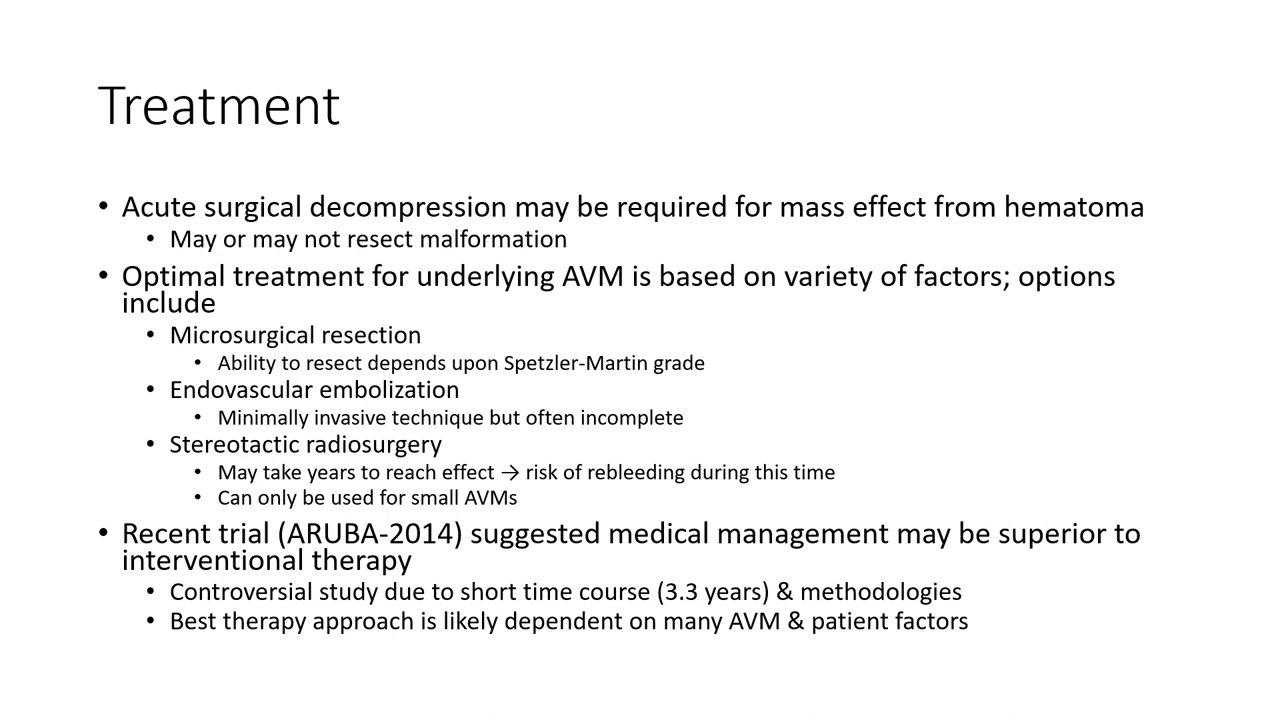 Treatment
• Acute surgical decompression may be required for mass effect from hematoma
• May or may not resect malformation
• Optimal treatment for underlying AVM is based on variety of factors; options
include
• Microsurgical resection
• Ability to resect depends upon Spetzler-Martin grade
• Endovascular embolization
• Minimally invasive technique but often incomplete
• Stereotactic radiosurgery
• May take years to reach effect → risk of rebleeding during this time
• Can only be used for small AVMs
• Recent trial (ARUBA-2014) suggested medical management may be superior to
interventional therapy
• Controversial study due to short time course (3.3 years) & methodologies
• Best therapy approach is likely dependent on many AVM & patient factors